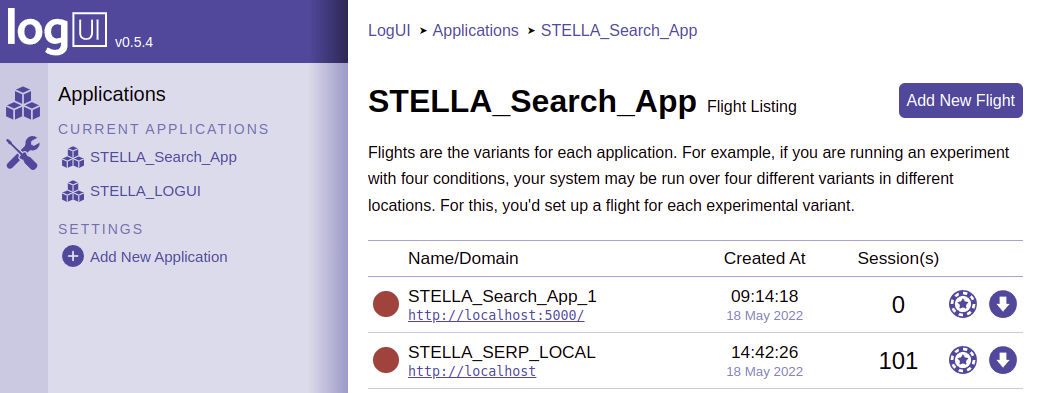 logUI v0.5.4
Applications
CURRENT APPLICATIONS
STELLA_Search_App
STELLA_LOGUI
SETTINGS
Add New Application
LogUI ➤ Applications ➤ STELLA_Search_App
STELLA_Search_App Flight Listing
Add New Flight
Flights are the variants for each application. For example, if you are running an experiment
with four conditions, your system may be run over four different variants in different
locations. For this, you'd set up a flight for each experimental variant.
Name/Domain Created At Session(s)
STELLA_Search_App_1 09:14:18 0
http://localhost:5000/ 18 May 2022
STELLA_SERP_LOCAL 14:42:26 101
http://localhost 18 May 2022